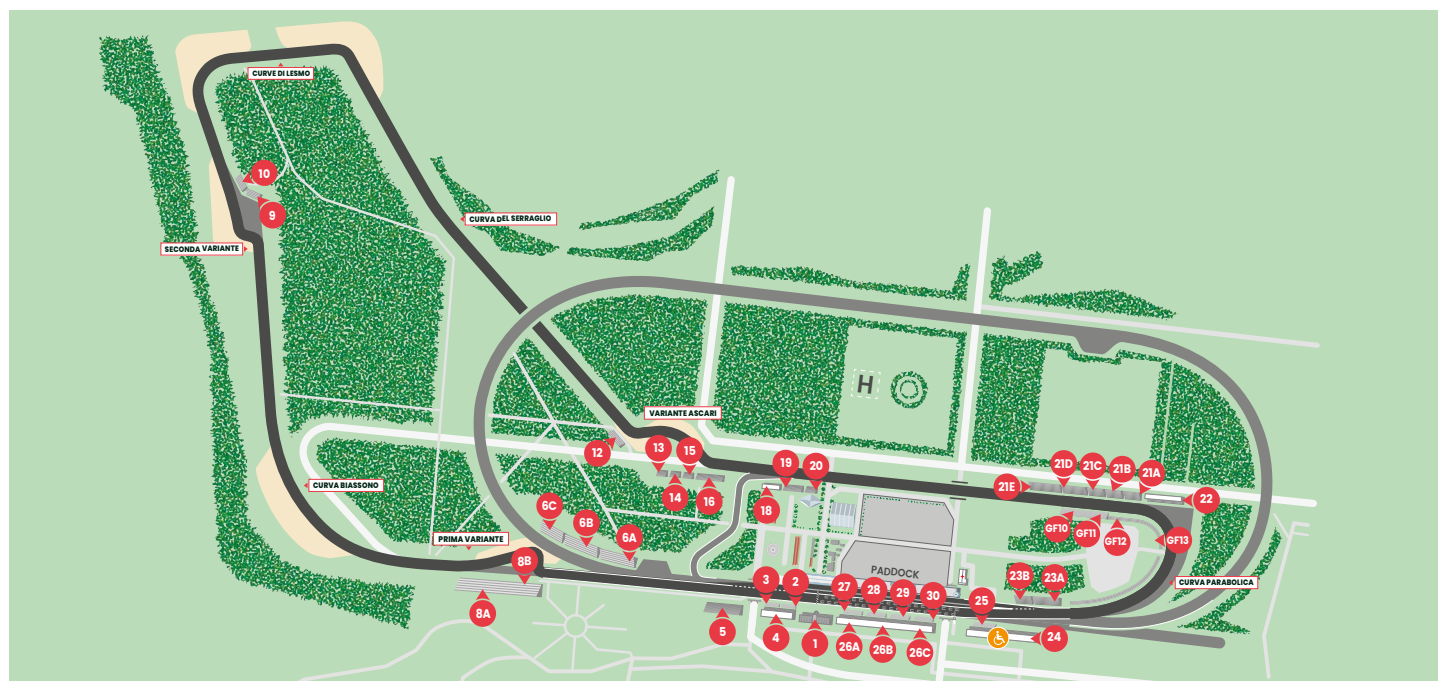 CURVE DI LESMO
10
9
CURVA DEL SERRAGLIO
SECONDA VARIANTE
H
VARIANTE ASCARI
12
13
15
14
16
19
20
18
21D
21C
21B
21A
21E
22
CURVA BIASSONO
6C
6B
6A
PRIMA VARIANTE
8B
8A
GF10
GF11
GF12
GF13
PADDOCK
23B
23A
CURVA PARABOLICA
3
2
27
28
29
30
25
5
4
1
26A
26B
26C
24